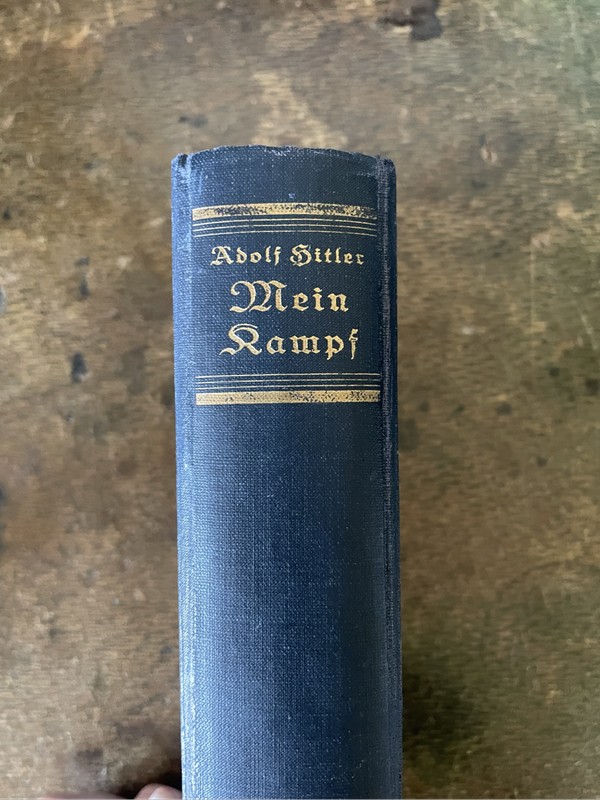 Adolf Hitler
Mein
Kampf